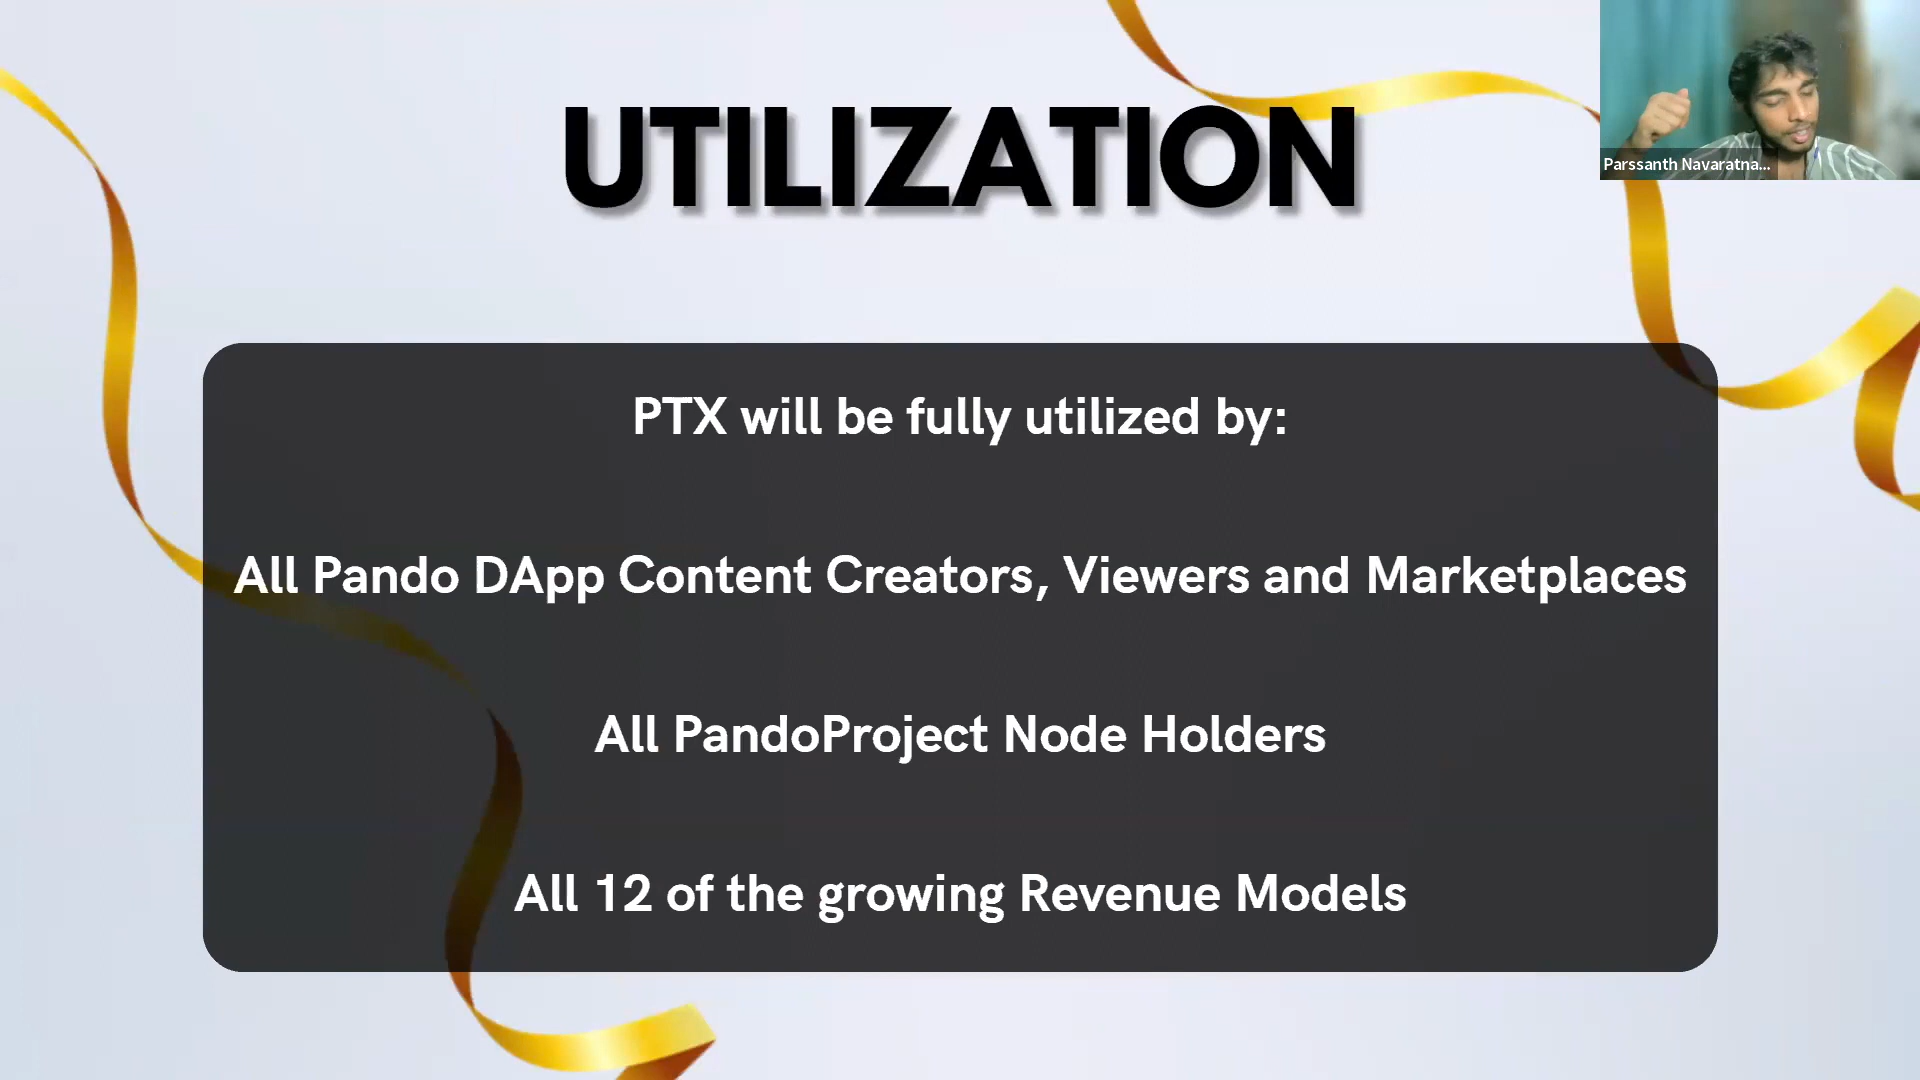 UTILIZATION
Parssanth Navaratna...
PTX will be fully utilized by:
All Pando DApp Content Creators, Viewers and Marketplaces
All PandoProject Node Holders
All 12 of the growing Revenue Models